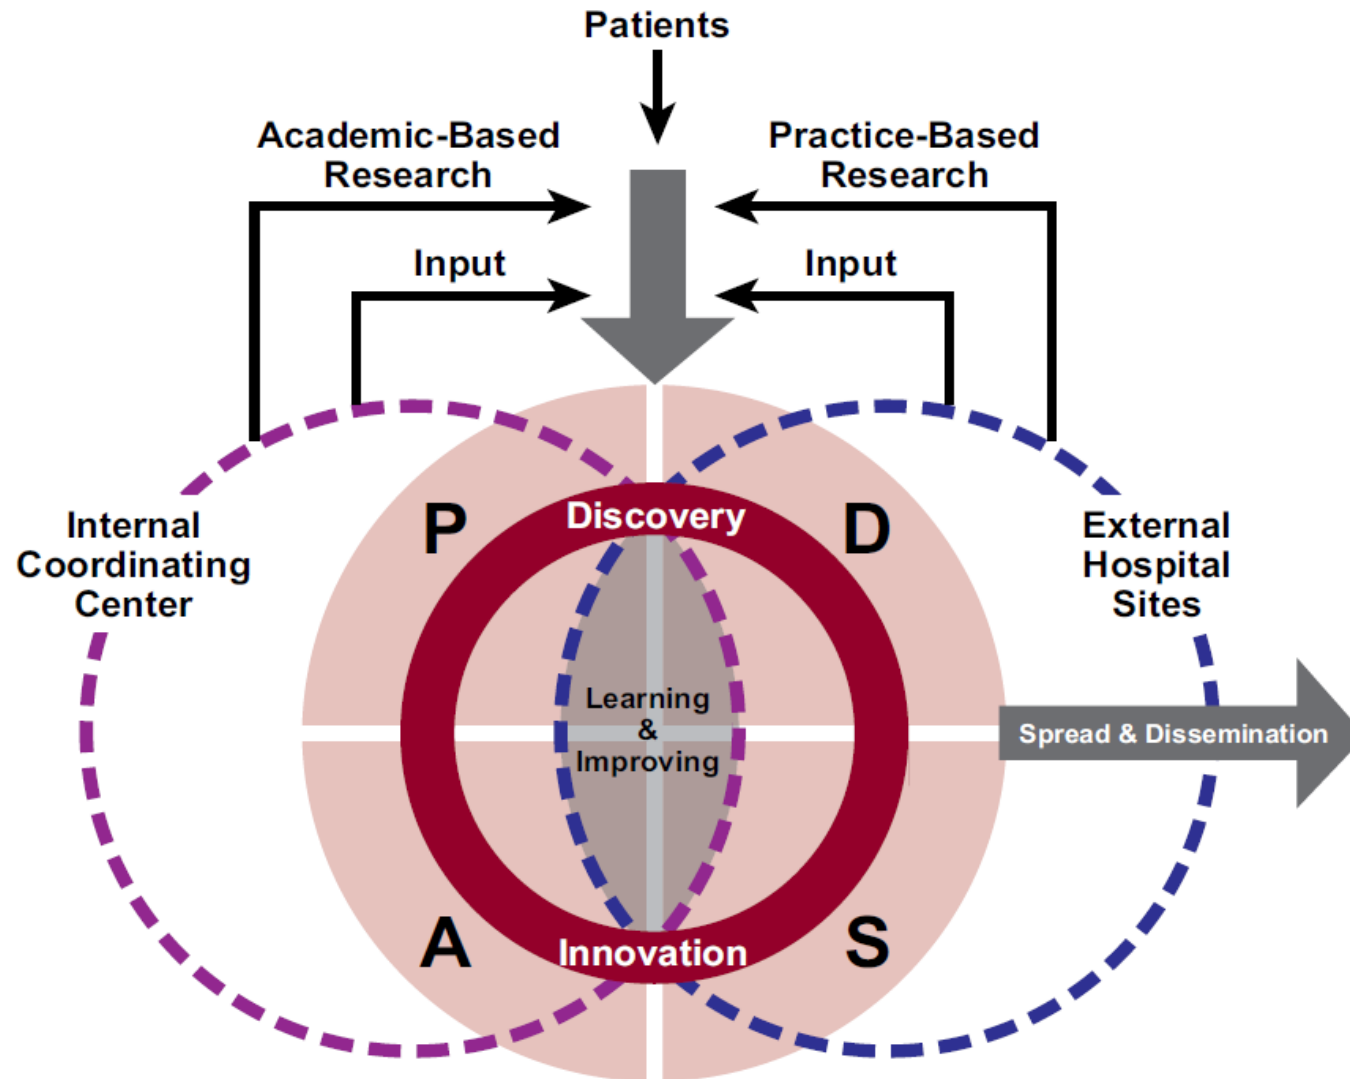 Patients
Academic-Based
Research
Practice-Based
Research
Input
Input
P
Discovery
D
Internal
Coordinating
Center
External
Hospital
Sites
Learning
&
Improving
Spread & Dissemination
A
Innovation
S